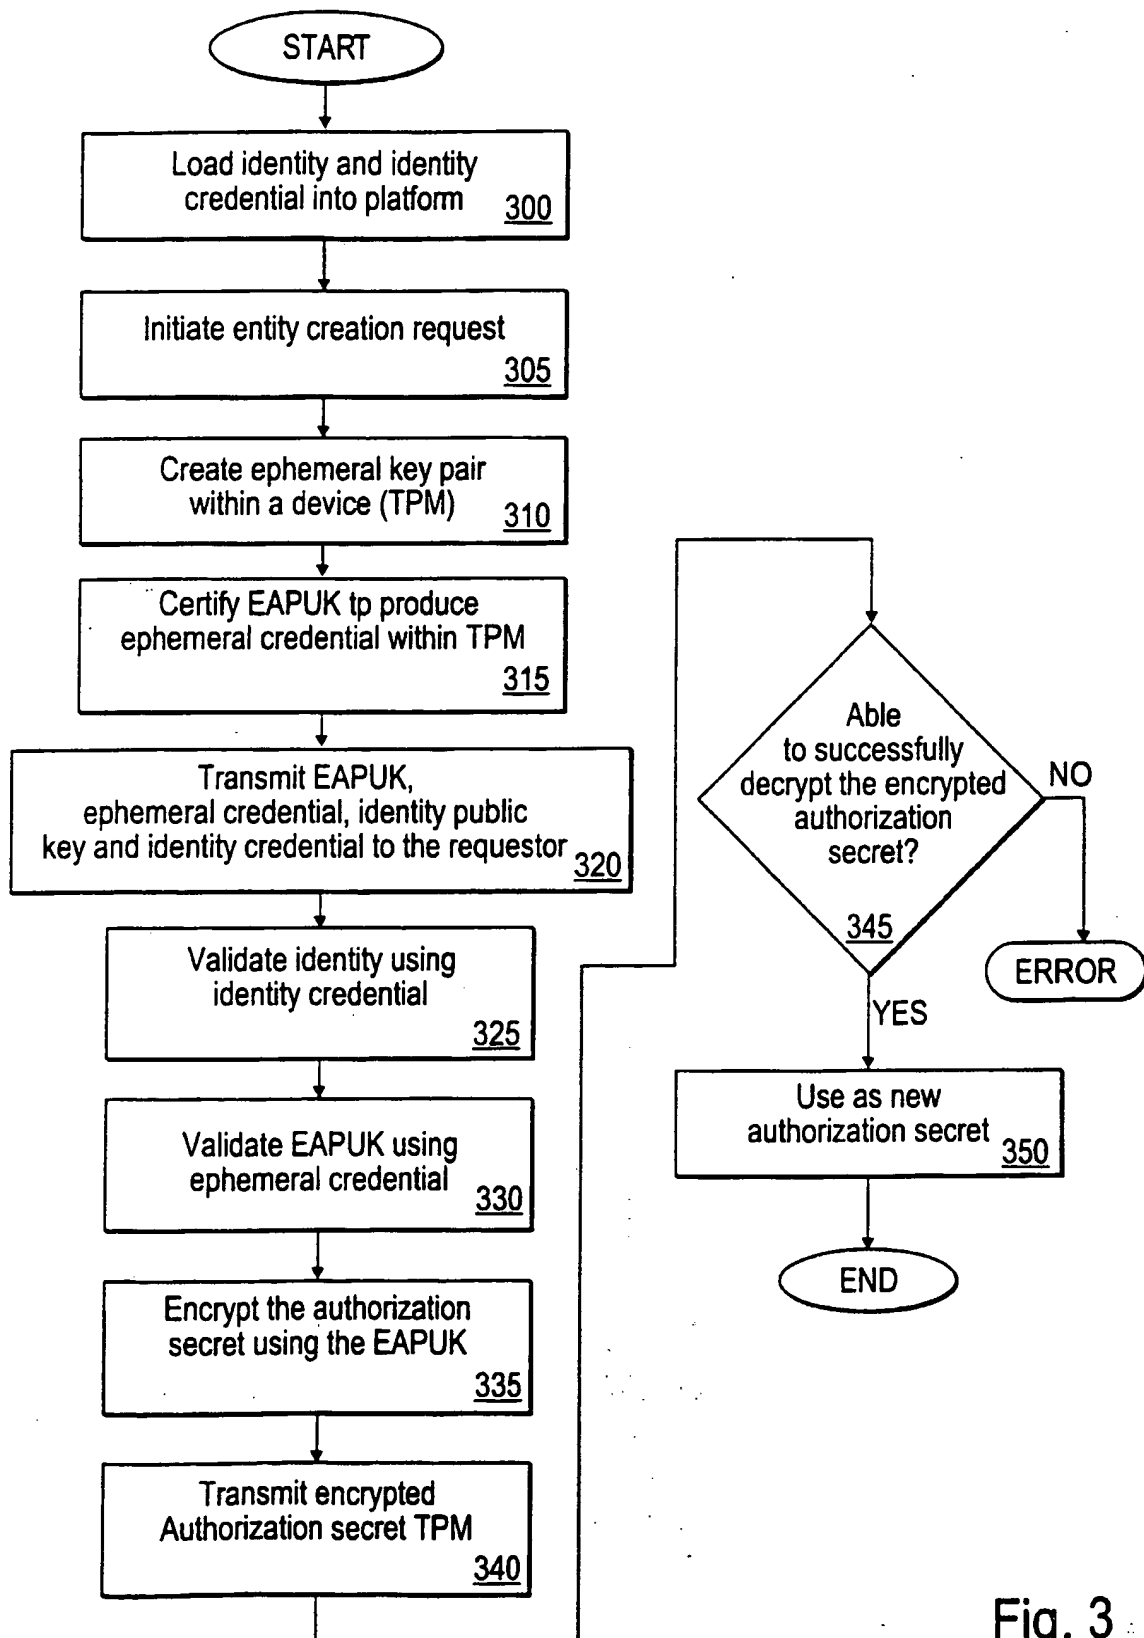 START
Load identity and identity
credential into platform
300
Initiate entity creation request
305
Create ephemeral key pair
within a device (TPM)
310
Certify EAPUK tp produce
ephemeral credential within TPM
315
Transmit EAPUK,
ephemeral credential, identity public
key and identity credential to the requestor
320
Validate identity using
identity credential
325
Validate EAPUK using
ephemeral credential
330
Encrypt the authorization
secret using the EAPUK
335
Transmit encrypted
Authorization secret TPM
340
Able
to successfully
decrypt the encrypted
authorization
secret?
345
NO
ERROR
YES
Use as new
authorization secret
350
END
Fig. 3